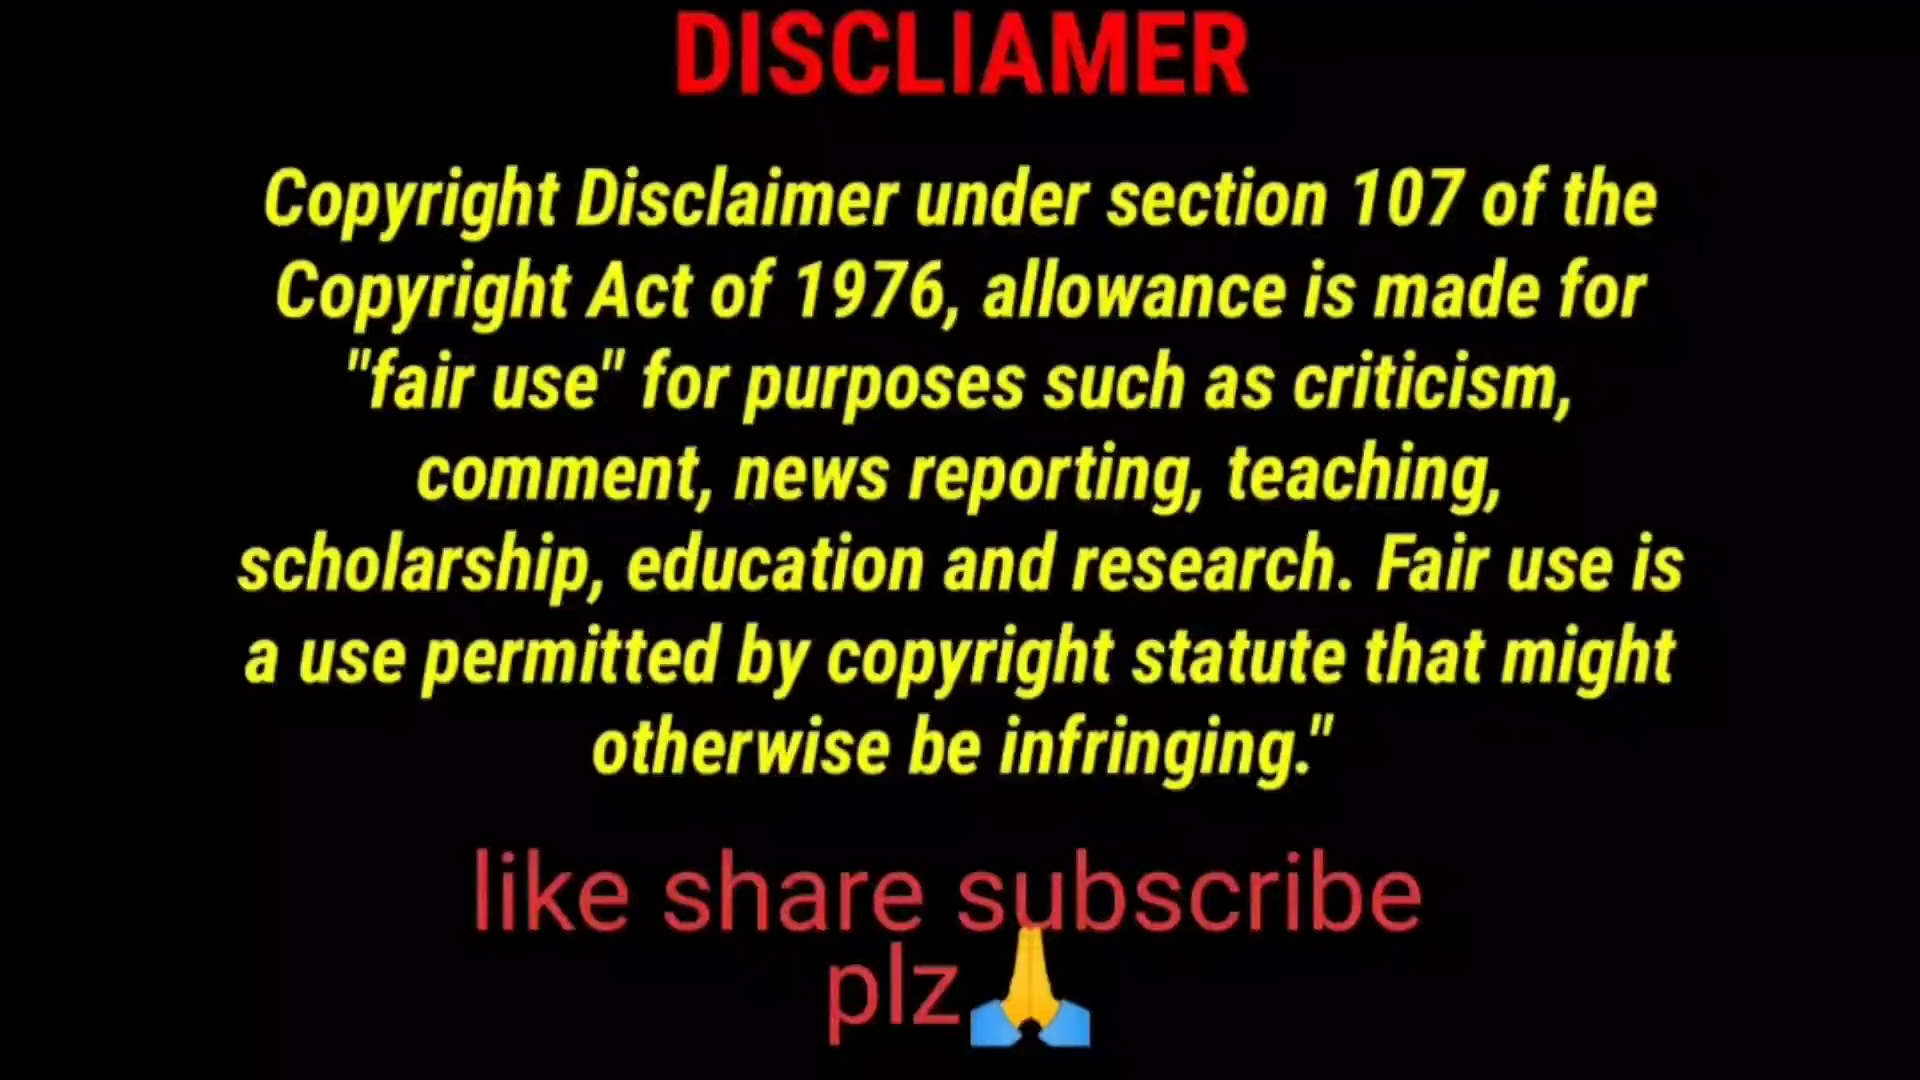 DISCLIAMER
Copyright Disclaimer under section 107 of the
Copyright Act of 1976, allowance is made for
"fair use" for purposes such as criticism,
comment, news reporting, teaching,
scholarship, education and research. Fair use is
a use permitted by copyright statute that might
otherwise be infringing."
like share subscribe
plz🙏